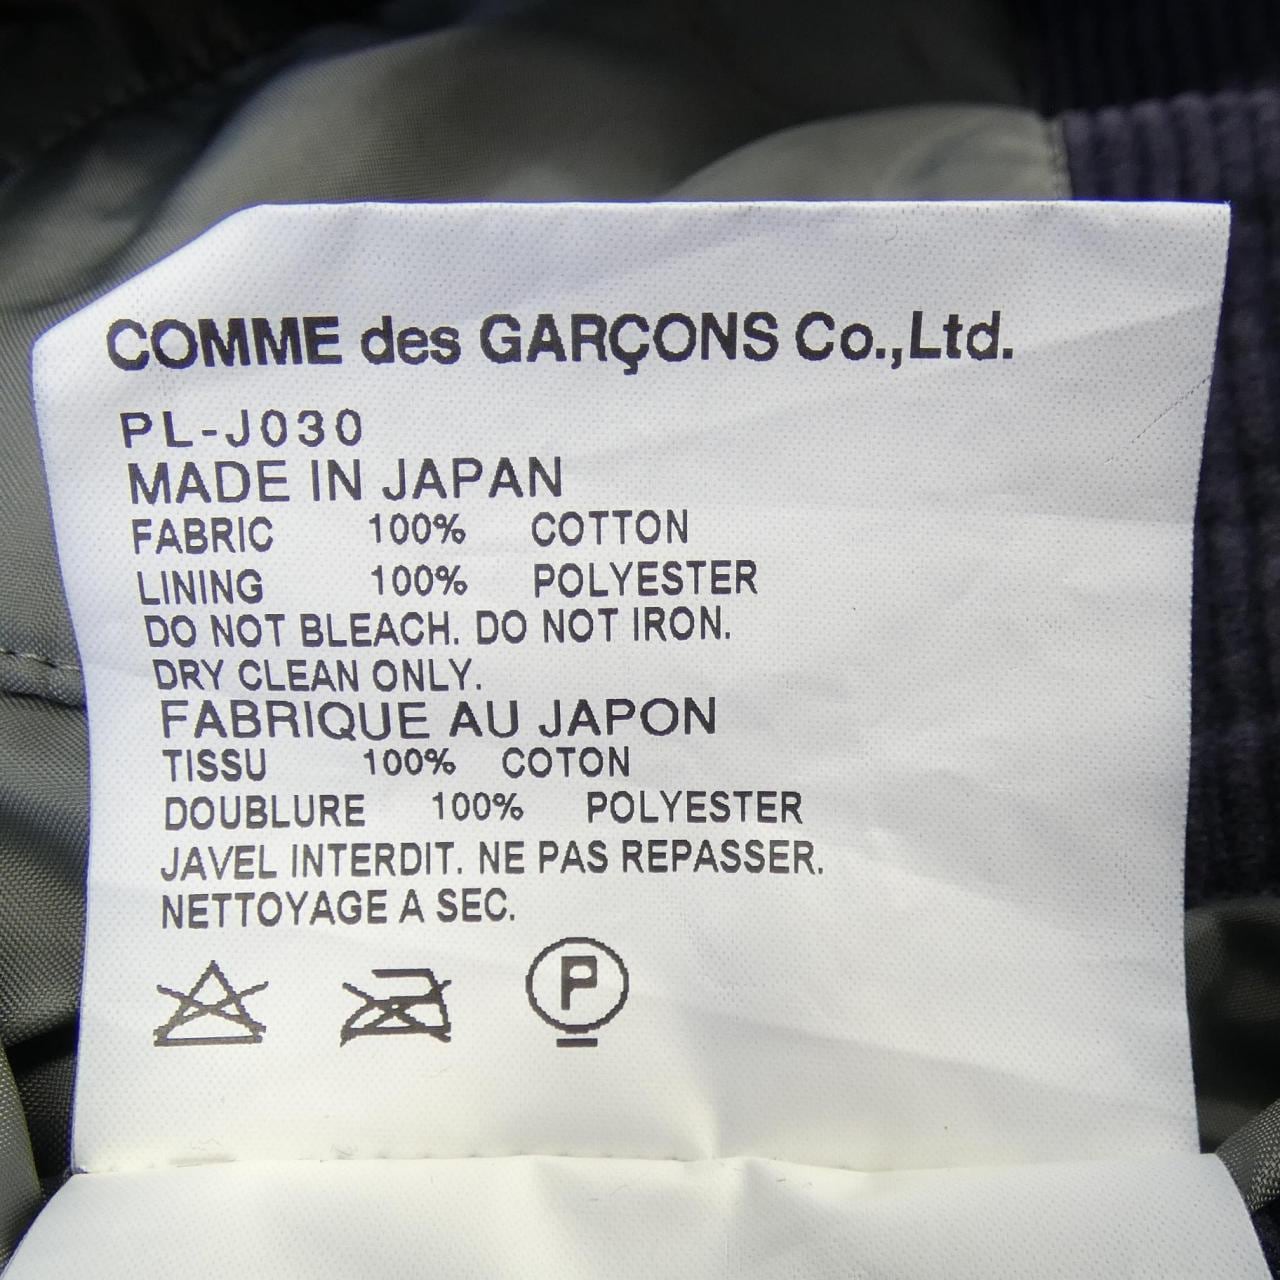 COMME des GARÇONS Co.,Ltd.
PL-J030
MADE IN JAPAN
FABRIC 100% COTTON
LINING 100% POLYESTER
DO NOT BLEACH. DO NOT IRON.
DRY CLEAN ONLY.
FABRIQUE AU JAPON
TISSU 100% COTON
DOUBLURE 100% POLYESTER
JAVEL INTERDIT. NE PAS REPASSER.
NETTOYAGE A SEC.
P